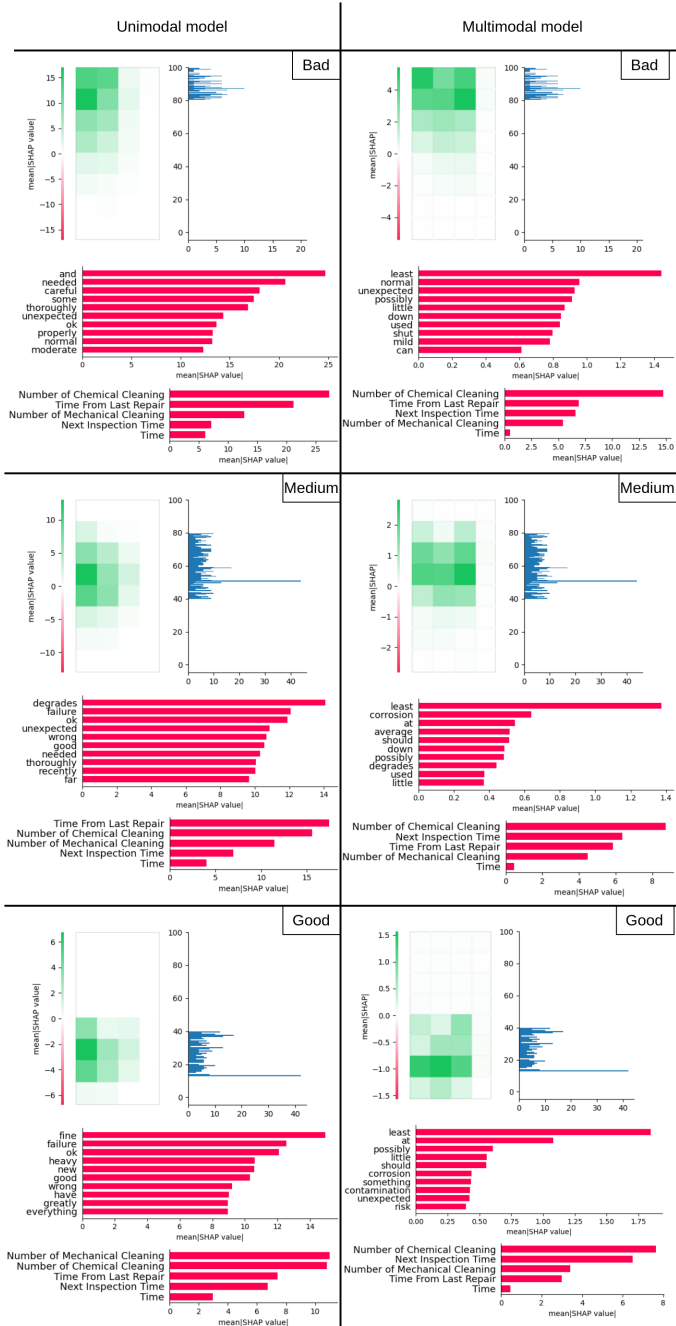 Unimodal model
Multimodal model
Bad
mean|SHAP value|
15
10
5
0
−5
−10
−15
100
80
60
40
20
0
0 5 10 15 20
and
needed
careful
some
thoroughly
unexpected
ok
properly
normal
moderate
0 5 10 15 20 25
mean|SHAP value|
Number of Chemical Cleaning
Time From Last Repair
Number of Mechanical Cleaning
Next Inspection Time
Time
0 5 10 15 20 25
mean|SHAP value|
Bad
mean|SHAP|
4
2
0
−2
−4
100
80
60
40
20
0
0 5 10 15 20
least
normal
unexpected
possibly
little
down
used
shut
mild
can
0.0 0.2 0.4 0.6 0.8 1.0 1.2 1.4
mean|SHAP value|
Number of Chemical Cleaning
Time From Last Repair
Next Inspection Time
Number of Mechanical Cleaning
Time
0.0 2.5 5.0 7.5 10.0 12.5 15.0
mean|SHAP value|
Medium
mean|SHAP value|
10
5
0
−5
−10
100
80
60
40
20
0
0 10 20 30 40
degrades
failure
ok
unexpected
wrong
good
needed
thoroughly
recently
far
0 2 4 6 8 10 12 14
mean|SHAP value|
Time From Last Repair
Number of Chemical Cleaning
Number of Mechanical Cleaning
Next Inspection Time
Time
0 5 10 15
mean|SHAP value|
Medium
mean|SHAP|
2
1
0
−1
−2
100
80
60
40
20
0
0 10 20 30 40
least
corrosion
at
average
should
down
possibly
degrades
used
little
0.0 0.2 0.4 0.6 0.8 1.0 1.2 1.4
mean|SHAP value|
Number of Chemical Cleaning
Next Inspection Time
Time From Last Repair
Number of Mechanical Cleaning
Time
0 2 4 6 8
mean|SHAP value|
Good
mean|SHAP value|
6
4
2
0
−2
−4
−6
100
80
60
40
20
0
0 10 20 30 40
fine
failure
ok
heavy
new
good
wrong
have
greatly
everything
0 2 4 6 8 10 12 14
mean|SHAP value|
Number of Mechanical Cleaning
Number of Chemical Cleaning
Time From Last Repair
Next Inspection Time
Time
0 2 4 6 8 10
mean|SHAP value|
Good
mean|SHAP|
1.5
1.0
0.5
0.0
−0.5
−1.0
−1.5
100
80
60
40
20
0
0 10 20 30 40
least
at
possibly
little
should
corrosion
something
contamination
unexpected
risk
0.00 0.25 0.50 0.75 1.00 1.25 1.50 1.75
mean|SHAP value|
Number of Chemical Cleaning
Next Inspection Time
Number of Mechanical Cleaning
Time From Last Repair
Time
0 2 4 6 8
mean|SHAP value|